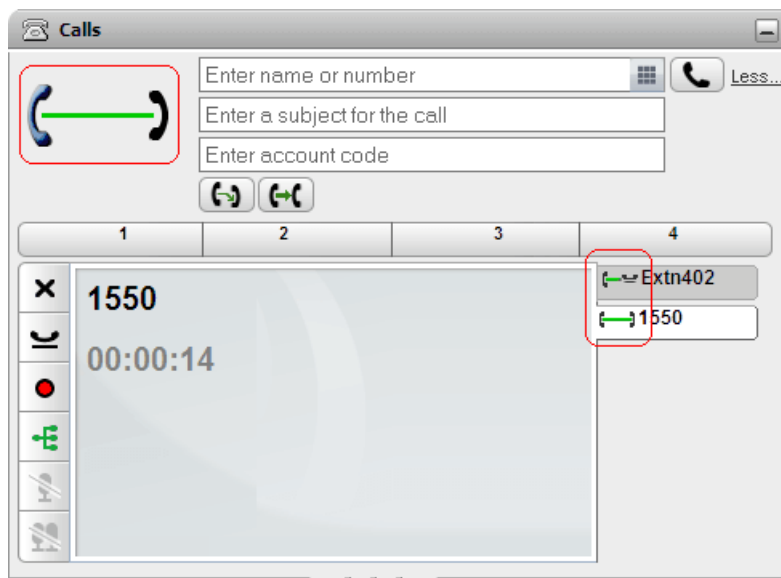 Calls
Enter name or number
Less...
Enter a subject for the call
Enter account code
1 2 3 4
Extn402
1550
1550
00:00:14